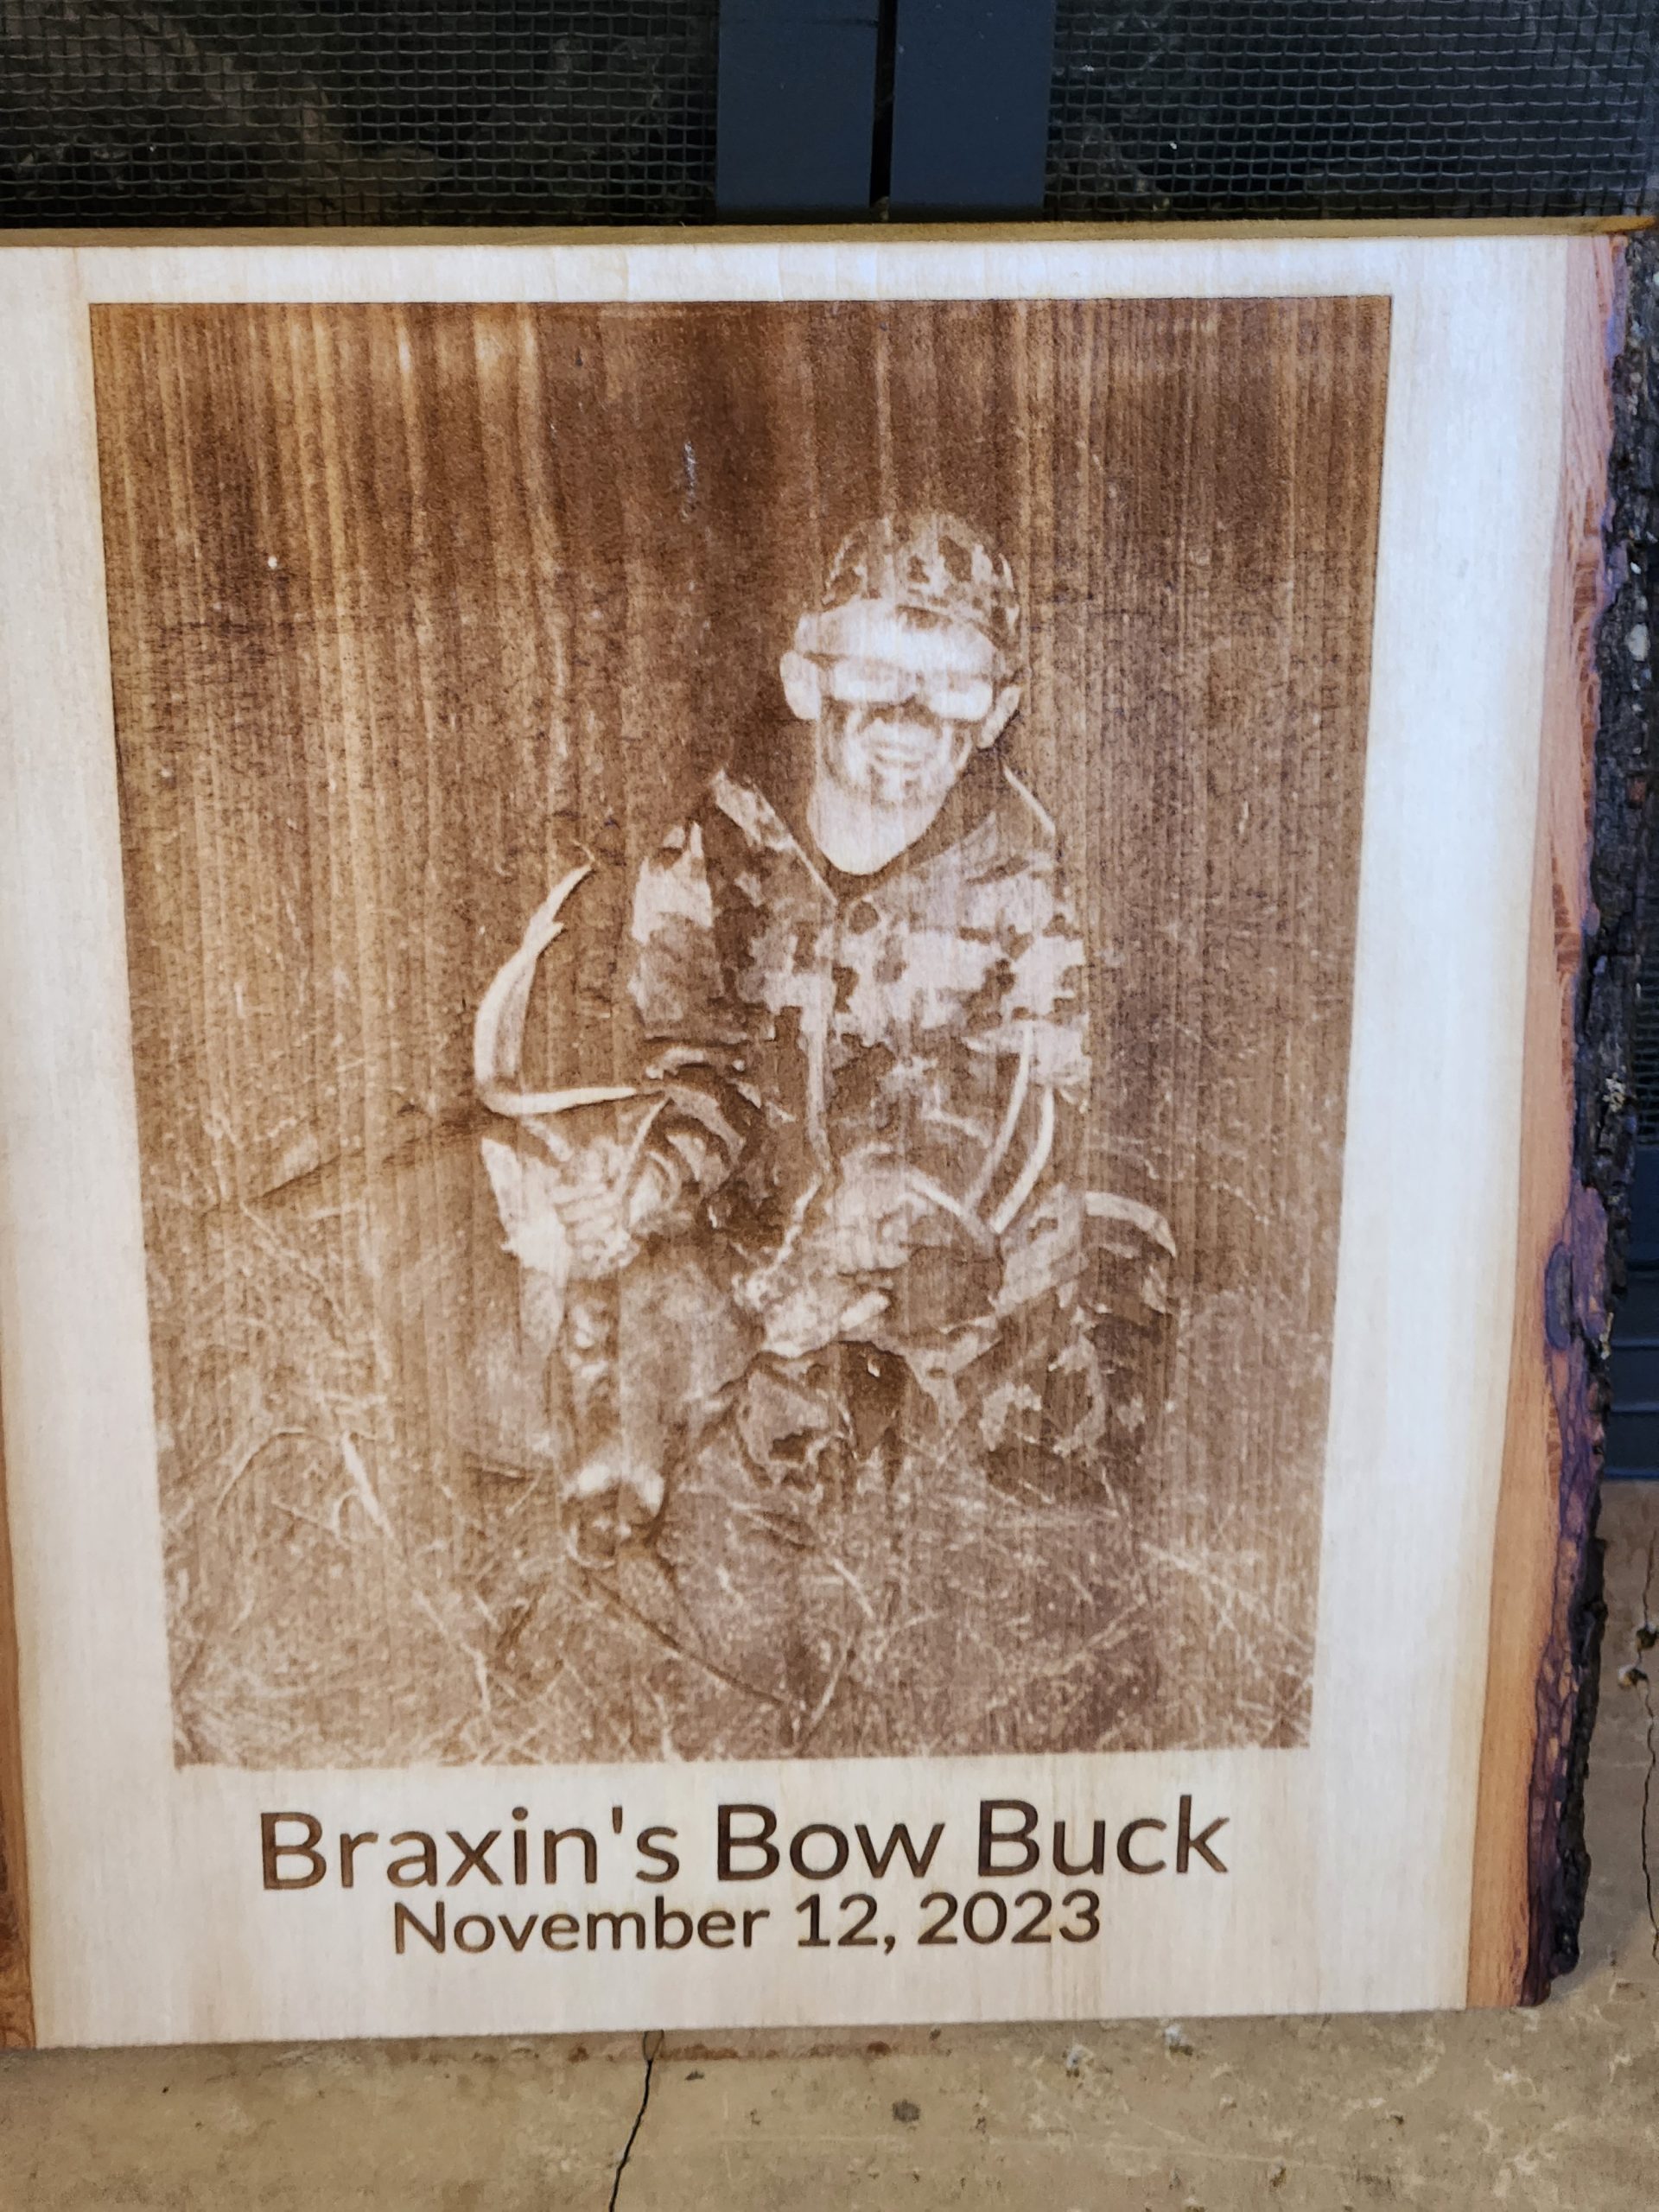 Braxin's Bow Buck
November 12, 2023